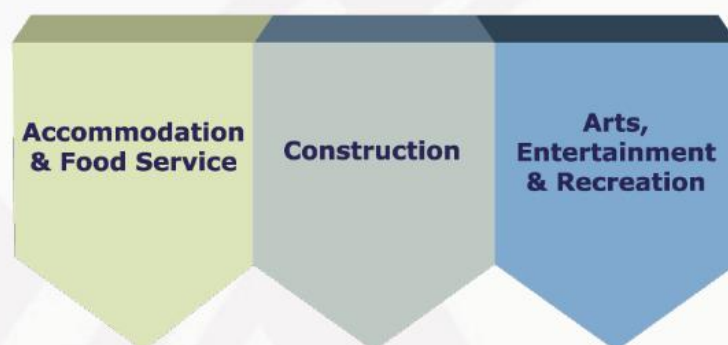 Accommodation
& Food Service
Construction
Arts,
Entertainment
& Recreation